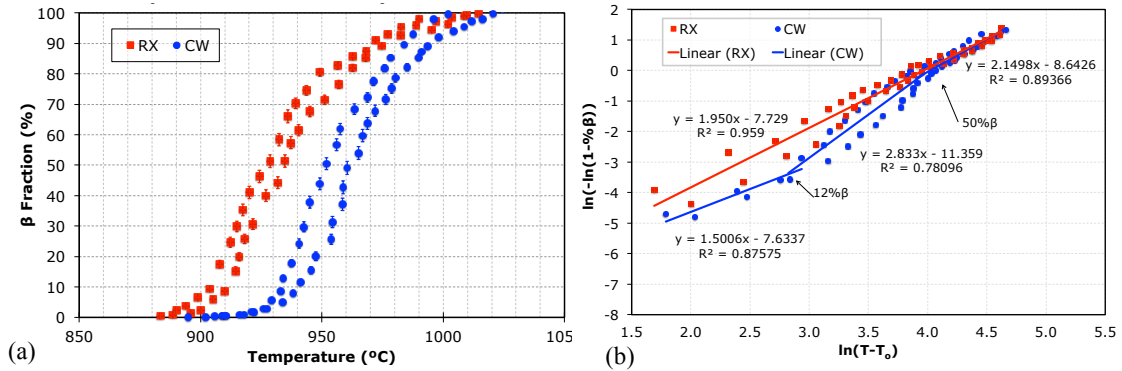 100
90
80
70
60
50
40
30
20
10
0
β Fraction (%)
RX CW
850 900 950 1000 105
Temperature (ºC)
(a)
2
1
0
-1
-2
-3
-4
-5
-6
-7
-8
ln(-ln(1-%β))
RX CW
Linear (RX) Linear (CW)
y = 2.1498x - 8.6426
R² = 0.89366
50%β
y = 1.950x - 7.729
R² = 0.959
y = 2.833x - 11.359
R² = 0.78096
12%β
y = 1.5006x - 7.6337
R² = 0.87575
1.5 2.0 2.5 3.0 3.5 4.0 4.5 5.0 5.5
ln(T-Tₒ)
(b)